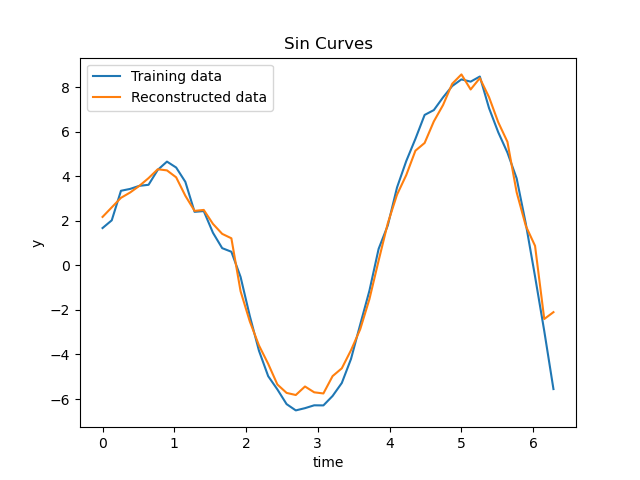 Sin Curves
Training data
Reconstructed data
8
6
4
2
0
−2
−4
−6
y
0 1 2 3 4 5 6
time